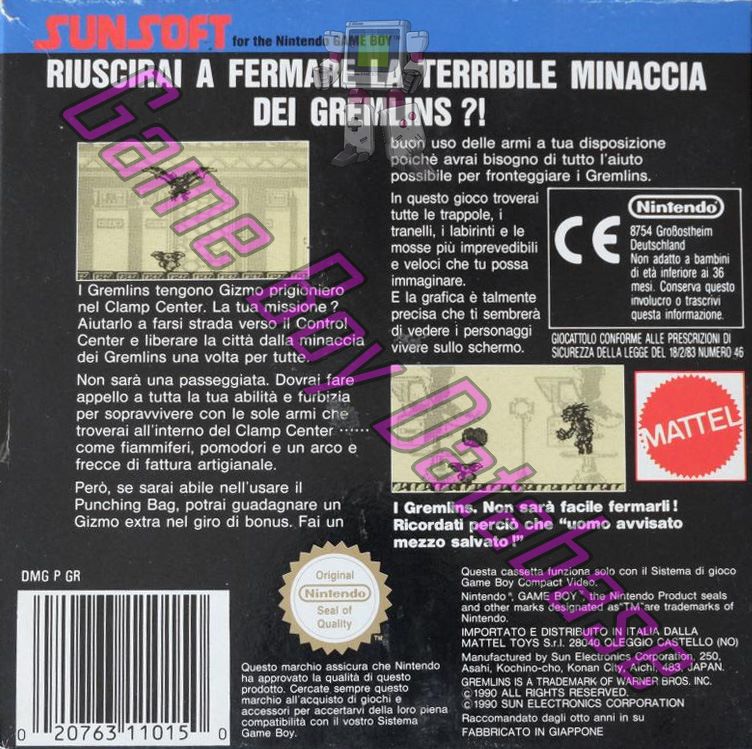 SUNSOFT for the Nintendo GAME BOY™
RIUSCIRAI A FERMARE LA TERRIBILE MINACCIA
DEI GREMLINS ?!
I Gremlins tengono Gizmo prigioniero
nel Clamp Center. La tua missione?
Aiutarlo a farsi strada verso il Control
Center e liberare la città dalla minaccia
dei Gremlins una volta per tutte.
Non sarà una passeggiata. Dovrai fare
appello a tutta la tua abilità e furbizia
per sopravvivere con le sole armi che
troverai all'interno del Clamp Center ······
come fiammiferi, pomodori e un arco e
frecce di fattura artigianale.
Però, se sarai abile nell'usare il
Punching Bag, potrai guadagnare un
Gizmo extra nel giro di bonus. Fai un
buon uso delle armi a tua disposizione
poichè avrai bisogno di tutto l'aiuto
possibile per fronteggiare i Gremlins.
In questo gioco troverai
tutte le trappole, i
tranelli, i labirinti e le
mosse più imprevedibili
e veloci che tu possa
immaginare.
E la grafica è talmente
precisa che ti sembrerà
di vedere i personaggi
vivere sullo schermo.
CE
Nintendo
8754 Großostheim
Deutschland
Non adatto a bambini
di età inferiore ai 36
mesi. Conserva questo
involucro o trascrivi
questa informazione.
GIOCATTOLO CONFORME ALLE PRESCRIZIONI DI
SICUREZZA DELLA LEGGE DEL 18/2/83 NUMERO 46
MATTEL
I Gremlins. Non sarà facile fermarli!
Ricordati perciò che "uomo avvisato
mezzo salvato!"
DMG P GR
0 20763 11015 0
Original
Nintendo
Seal of
Quality
™
Questo marchio assicura che Nintendo
ha approvato la qualità di questo
prodotto. Cercate sempre questo
marchio all'acquisto di giochi e
accessori per accertarvi della loro piena
compatibilità con il vostro Sistema
Game Boy.
Questa cassetta funziona solo con il Sistema di gioco
Game Boy Compact Video.
Nintendo®, GAME BOY™, the Nintendo Product seals
and other marks designated as "TM" are trademarks of
Nintendo.
IMPORTATO E DISTRIBUITO IN ITALIA DALLA
MATTEL TOYS S.r.l. 28040 OLEGGIO CASTELLO (NO)
Manufactured by Sun Electronics Corporation, 250,
Asahi, Kochino-cho, Konan City, Aichi, 483, JAPAN.
GREMLINS IS A TRADEMARK OF WARNER BROS. INC.
© 1990 ALL RIGHTS RESERVED.
© 1990 SUN ELECTRONICS CORPORATION
Raccomandato dagli otto anni in su
FABBRICATO IN GIAPPONE
Game Boy Database